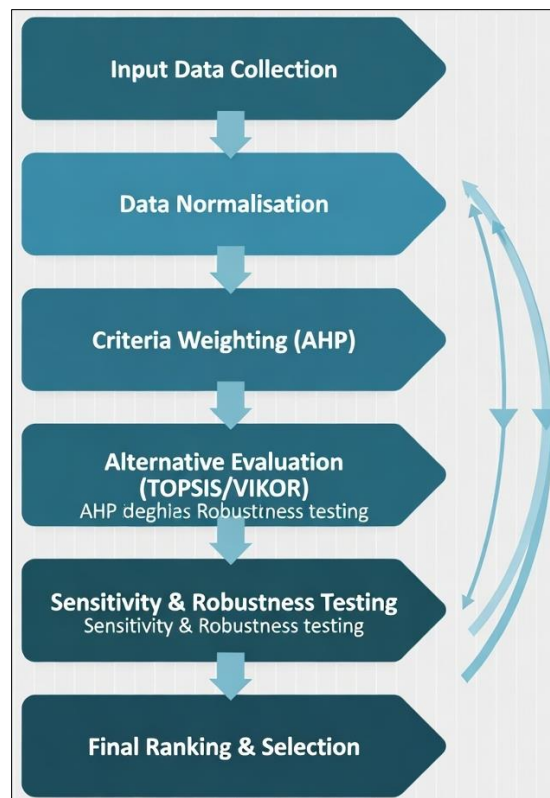 Input Data Collection
Data Normalisation
Criteria Weighting (AHP)
Alternative Evaluation
(TOPSIS/VIKOR)
AHP deghias Robustness testing
Sensitivity & Robustness Testing
Sensitivity & Robustness testing
Final Ranking & Selection